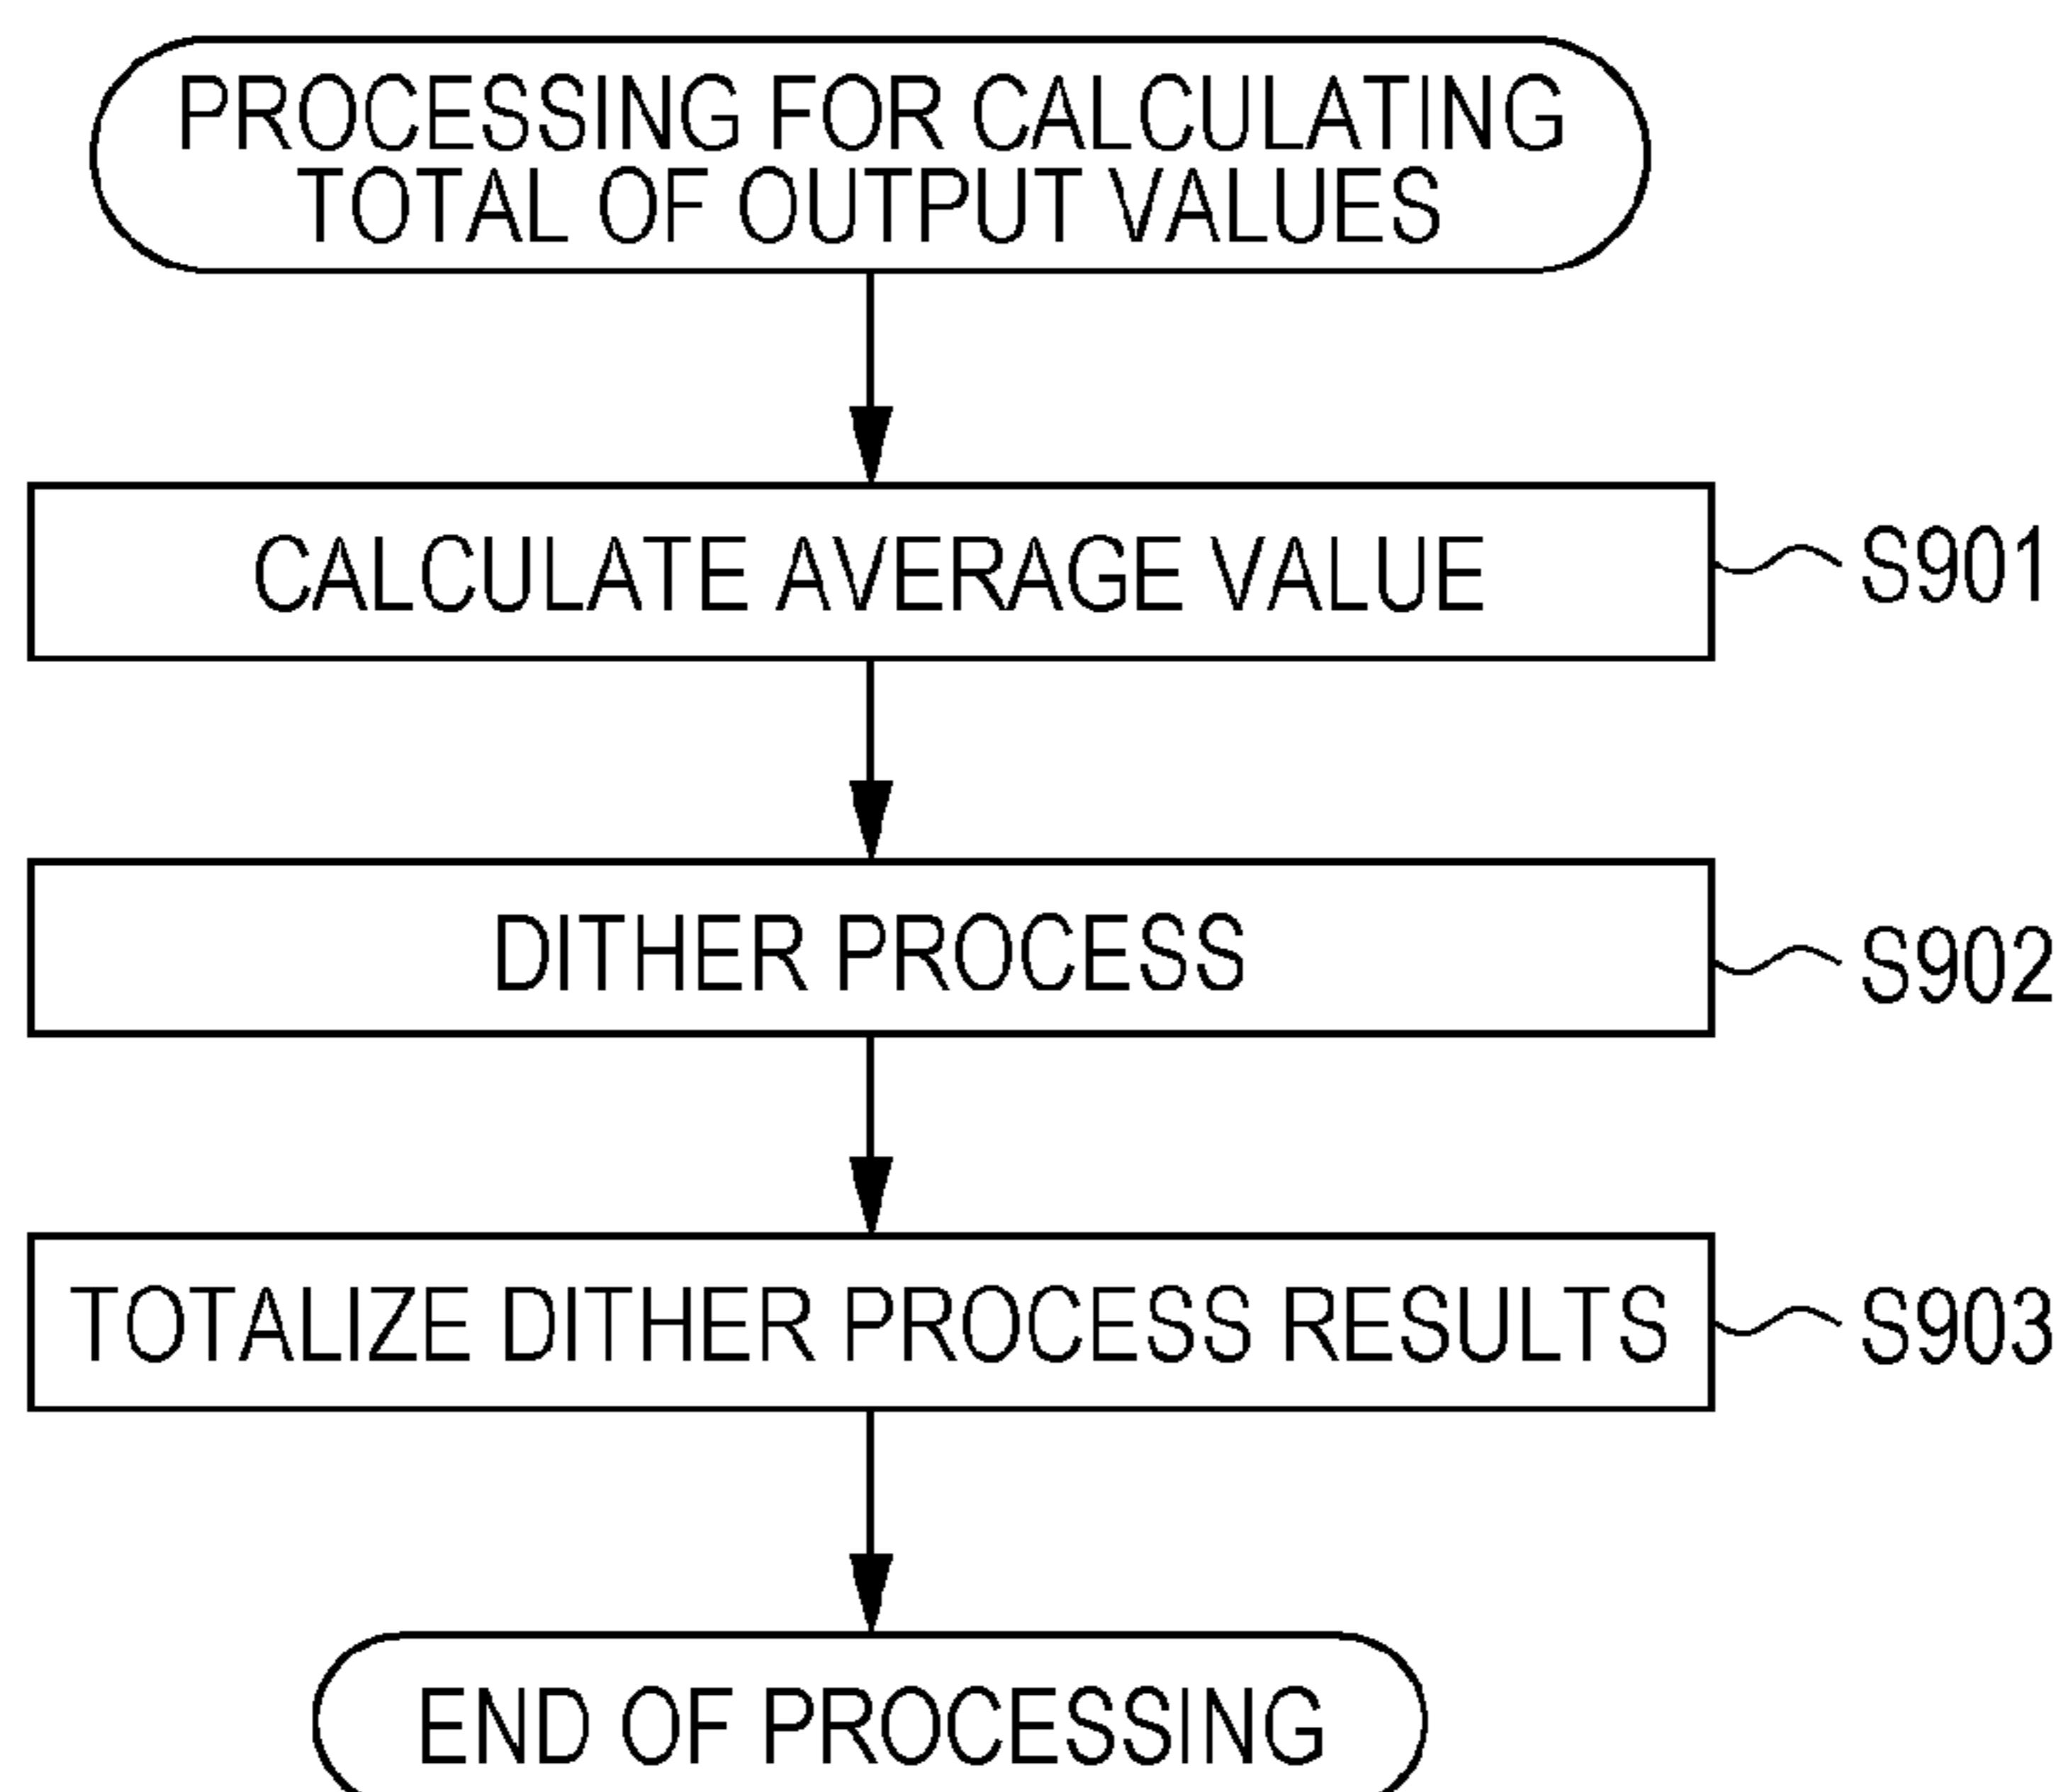 PROCESSING FOR CALCULATING
TOTAL OF OUTPUT VALUES
CALCULATE AVERAGE VALUE
S901
DITHER PROCESS
S902
TOTALIZE DITHER PROCESS RESULTS
S903
END OF PROCESSING